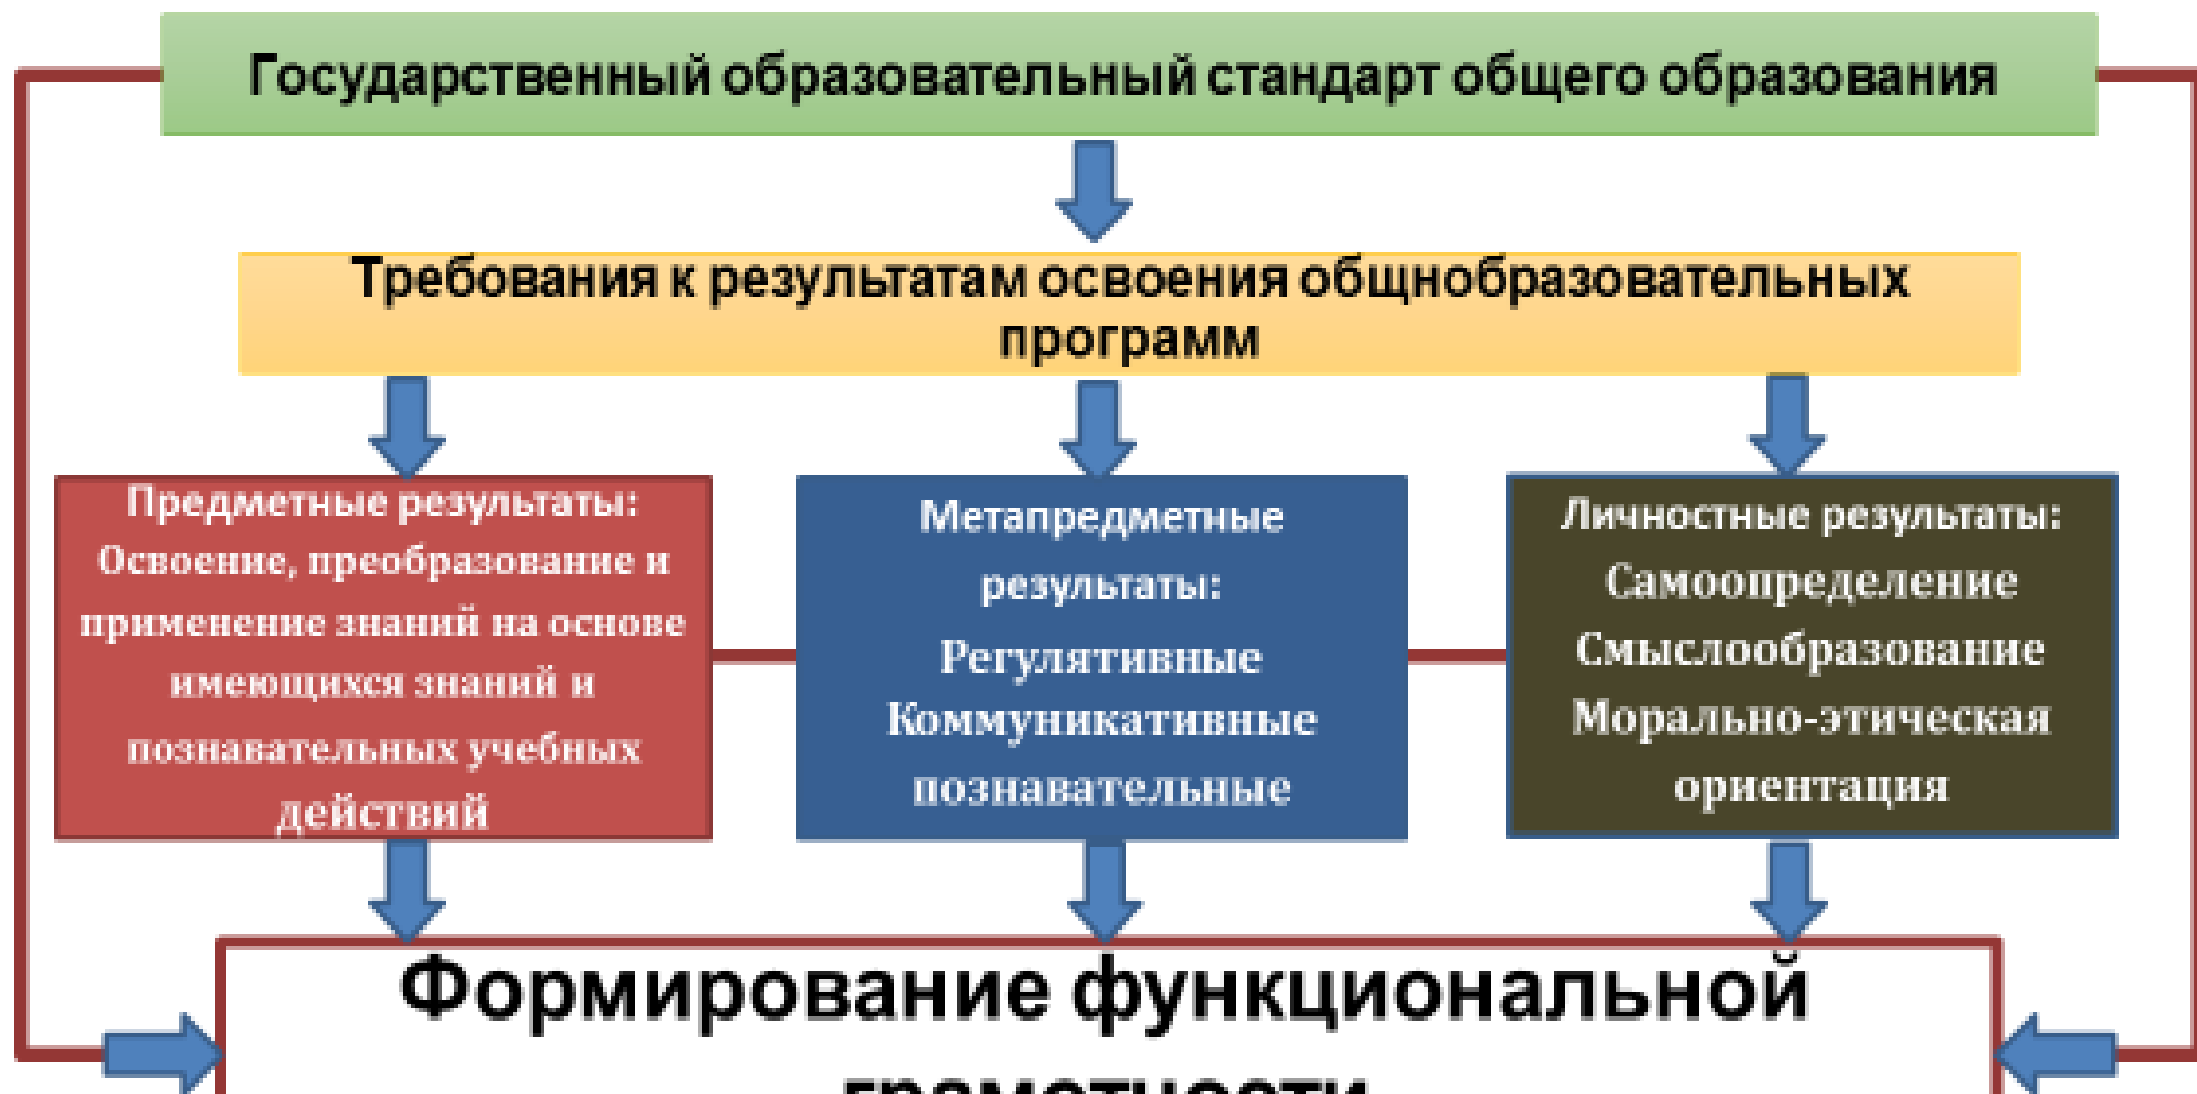 Государственный образовательный стандарт общего образования
Требования к результатам освоения общнобразовательных
программ
Предметные результаты:
Освоение, преобразование и
применение знаний на основе
имеющихся знаний и
познавательных учебных
действий
Метапредметные
результаты:
Регулятивные
Коммуникативные
познавательные
Личностные результаты:
Самоопределение
Смыслообразование
Морально-этическая
ориентация
Формирование функциональной
грамотности